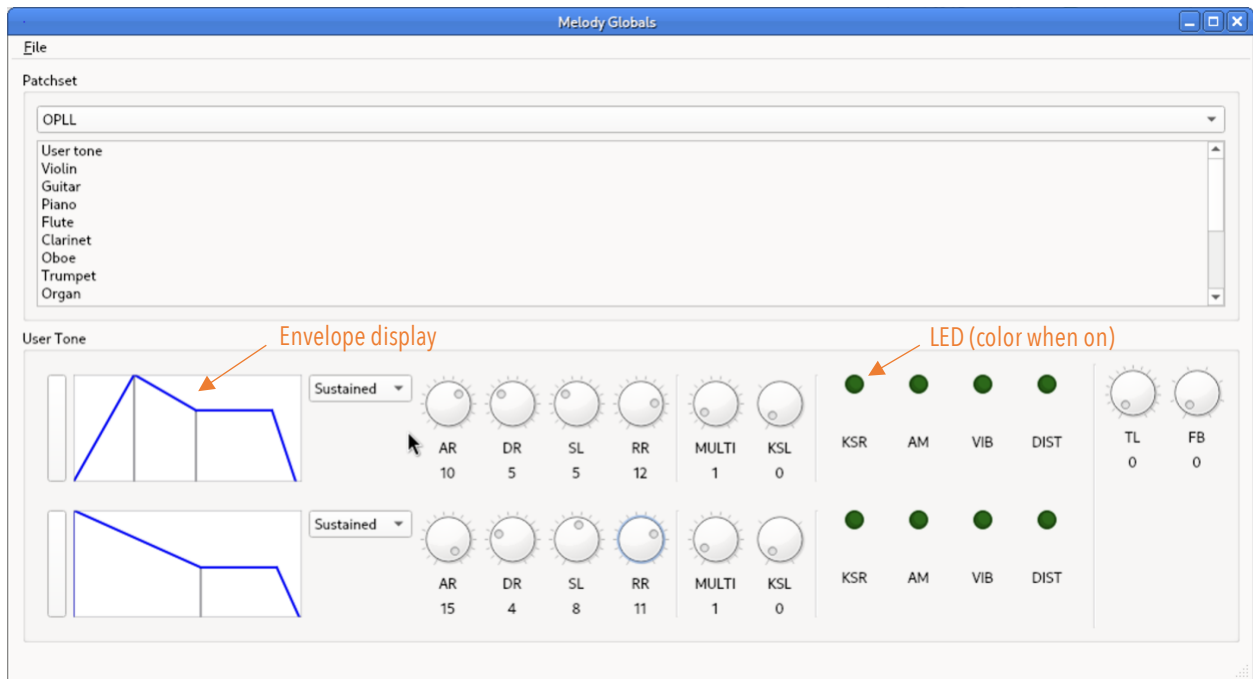 Melody Globals
File
Patchset
OPLL
User tone
Violin
Guitar
Piano
Flute
Clarinet
Oboe
Trumpet
Organ
User Tone
Envelope display
LED (color when on)
Sustained
AR DR SL RR MULTI KSL KSR AM VIB DIST TL FB
10 5 5 12 1 0 0 0
Sustained
AR DR SL RR MULTI KSL KSR AM VIB DIST
15 4 8 11 1 0